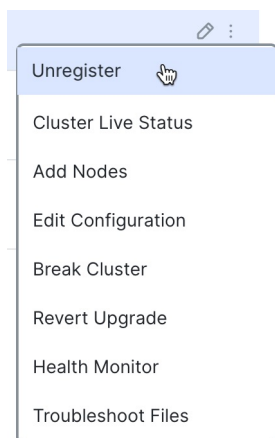 Unregister
Cluster Live Status
Add Nodes
Edit Configuration
Break Cluster
Revert Upgrade
Health Monitor
Troubleshoot Files